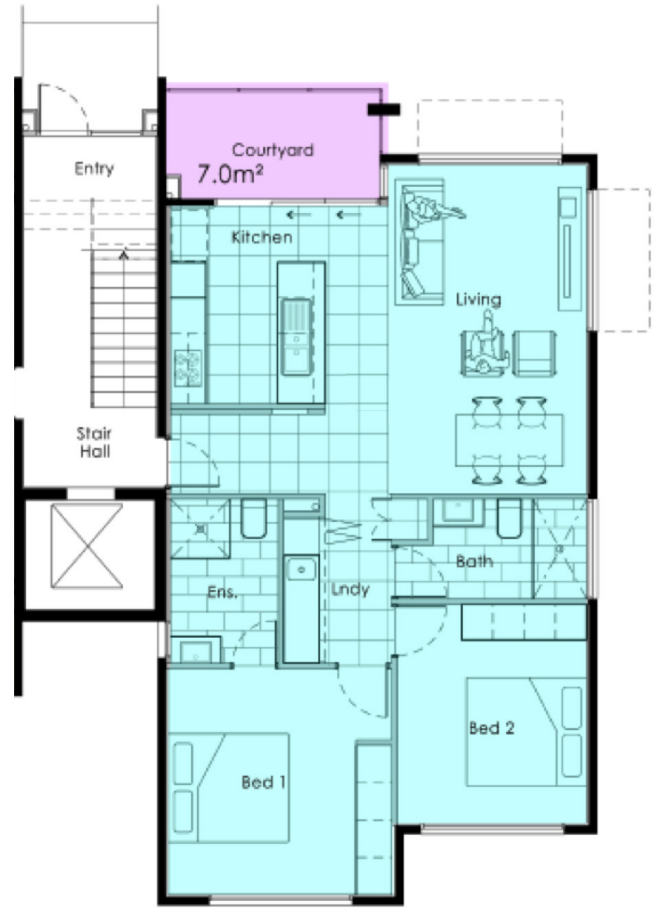 Courtyard
7.0m²
Entry
Kitchen
Living
Stair
Hall
Ens.
Lndy
Bath
Bed 1
Bed 2